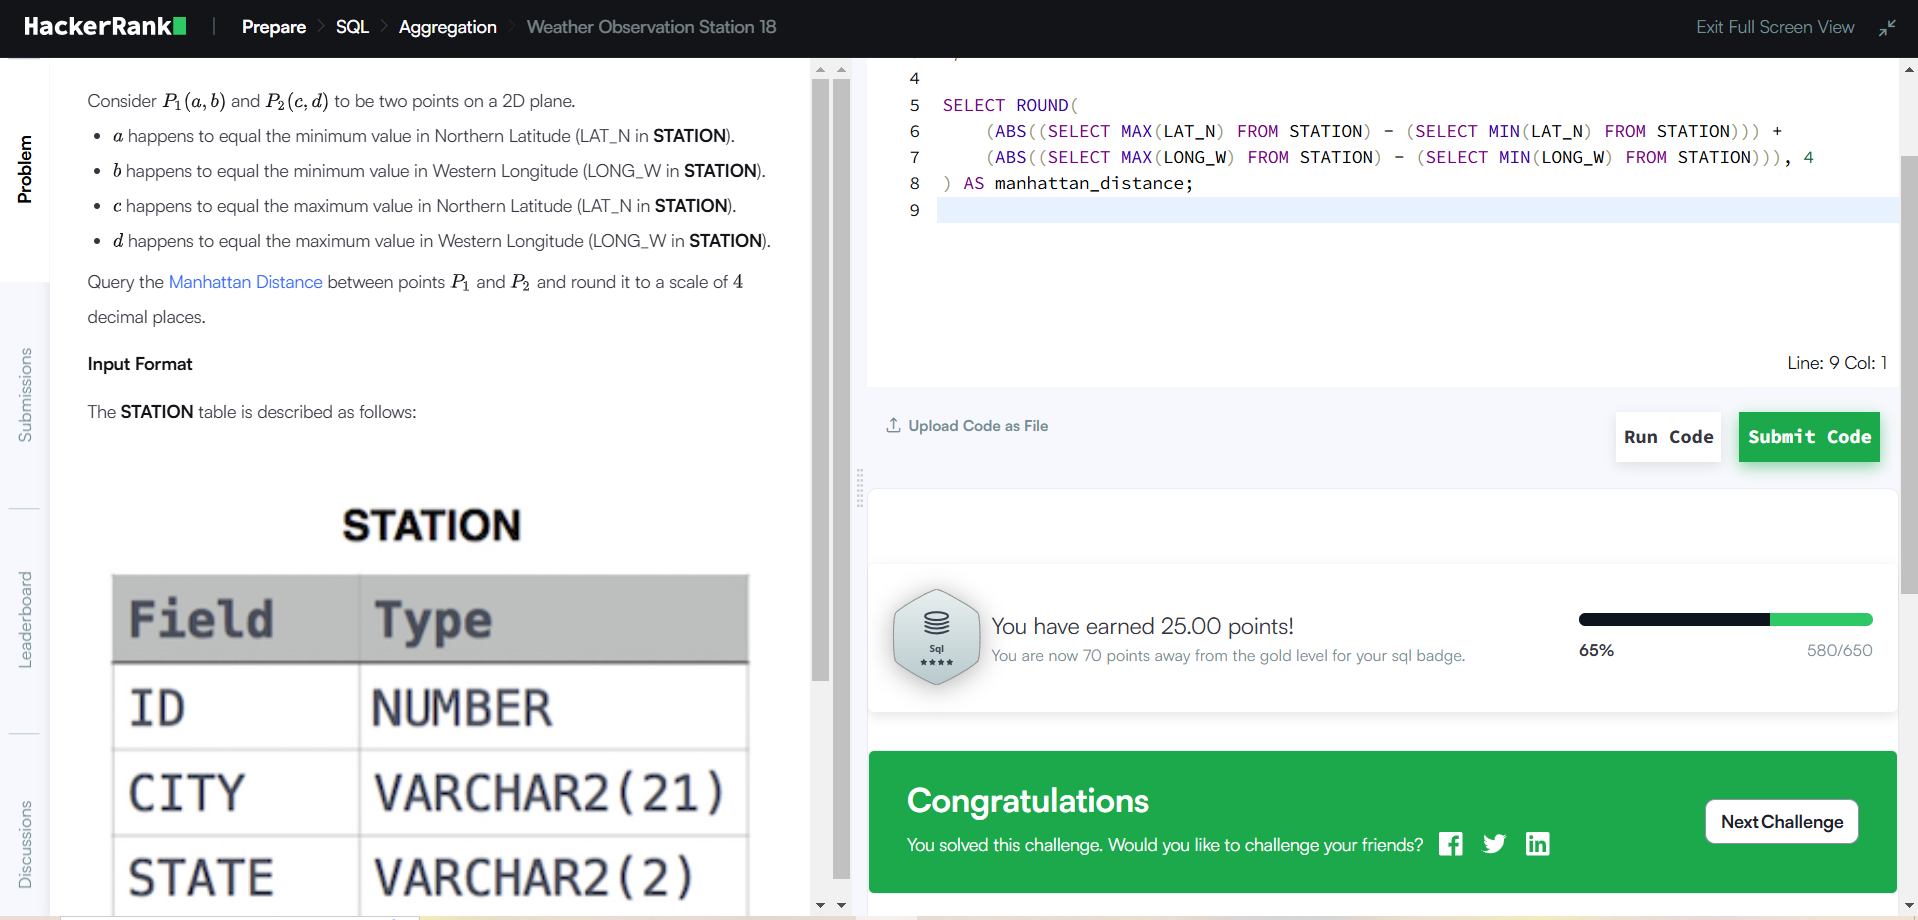 HackerRank
Prepare
SQL
Aggregation
Weather Observation Station 18
Exit Full Screen View
Problem
Submissions
Leaderboard
Discussions
Consider P1(a, b) and P2(c, d) to be two points on a 2D plane.
• a happens to equal the minimum value in Northern Latitude (LAT_N in STATION).
• b happens to equal the minimum value in Western Longitude (LONG_W in STATION).
• c happens to equal the maximum value in Northern Latitude (LAT_N in STATION).
• d happens to equal the maximum value in Western Longitude (LONG_W in STATION).
Query the Manhattan Distance between points P1 and P2 and round it to a scale of 4
decimal places.
Input Format
The STATION table is described as follows:
STATION
Field Type
ID NUMBER
CITY VARCHAR2(21)
STATE VARCHAR2(2)
4
5 SELECT ROUND(
6 (ABS((SELECT MAX(LAT_N) FROM STATION) - (SELECT MIN(LAT_N) FROM STATION))) +
7 (ABS((SELECT MAX(LONG_W) FROM STATION) - (SELECT MIN(LONG_W) FROM STATION))), 4
8 ) AS manhattan_distance;
9
Line: 9 Col: 1
Upload Code as File
Run Code
Submit Code
Sql
You have earned 25.00 points!
You are now 70 points away from the gold level for your sql badge.
65%
580/650
Congratulations
You solved this challenge. Would you like to challenge your friends?
Next Challenge